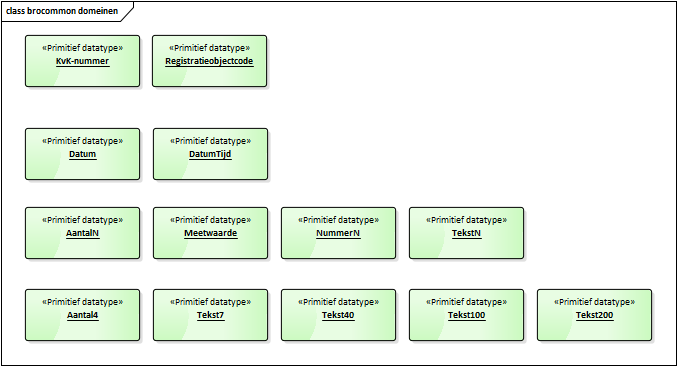 class brocommon domeinen
«Primitief datatype» «Primitief datatype»
KvK-nummer Registratieobjectcode
«Primitief datatype» «Primitief datatype»
Datum DatumTijd
«Primitief datatype» «Primitief datatype» «Primitief datatype» «Primitief datatype»
AantalN Meetwaarde NummerN TekstN
«Primitief datatype» «Primitief datatype» «Primitief datatype» «Primitief datatype» «Primitief datatype»
Aantal4 Tekst7 Tekst40 Tekst100 Tekst200